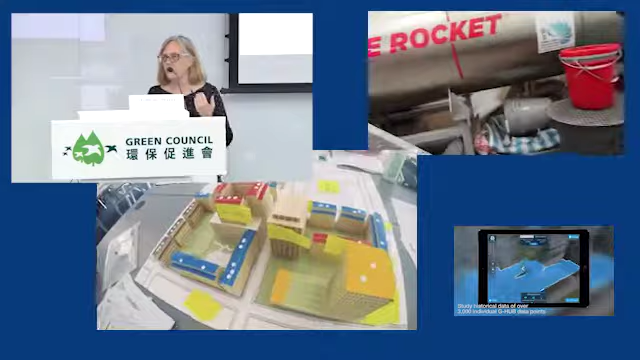 GREEN COUNCIL
環保促進會
E ROCKET
Study historical data of over
3,000 individual G-HUB data points